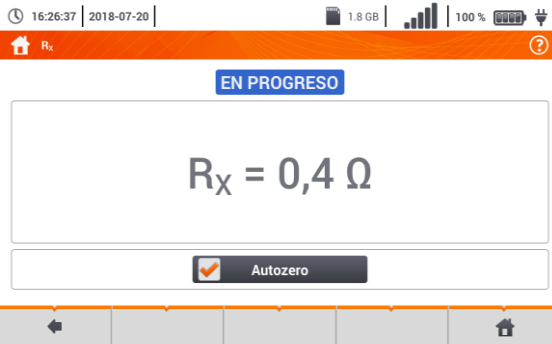 16:26:37 2018-07-20 1.8 GB 100 %
Rx
EN PROGRESO
Rx = 0,4 Ω
Autozero